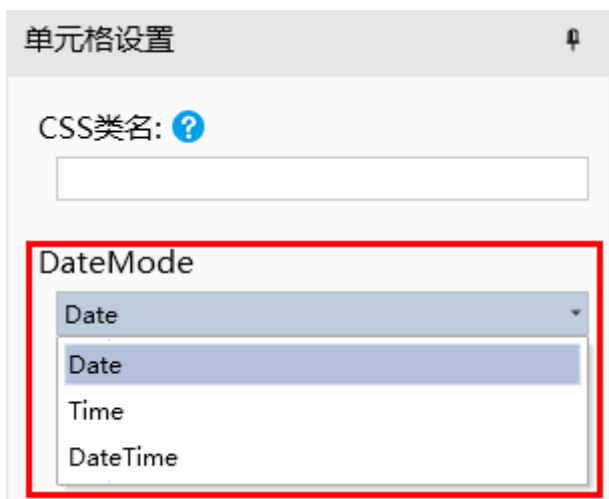 单元格设置
CSS类名: ?
DateMode
Date
Date
Time
DateTime